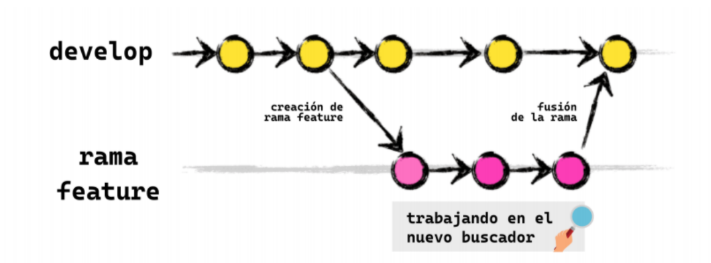 develop
creación de
rama feature
fusión
de la rama
rama
feature
trabajando en el
nuevo buscador